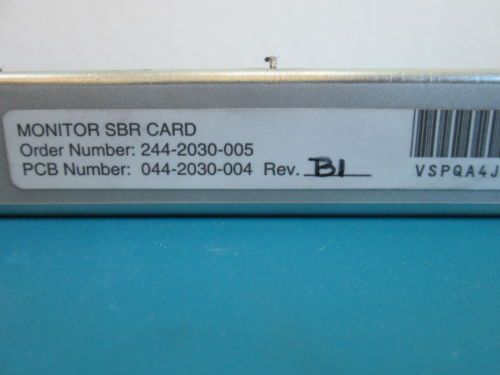 MONITOR SBR CARD
Order Number: 244-2030-005
PCB Number: 044-2030-004 Rev. B1
VSPQA4J